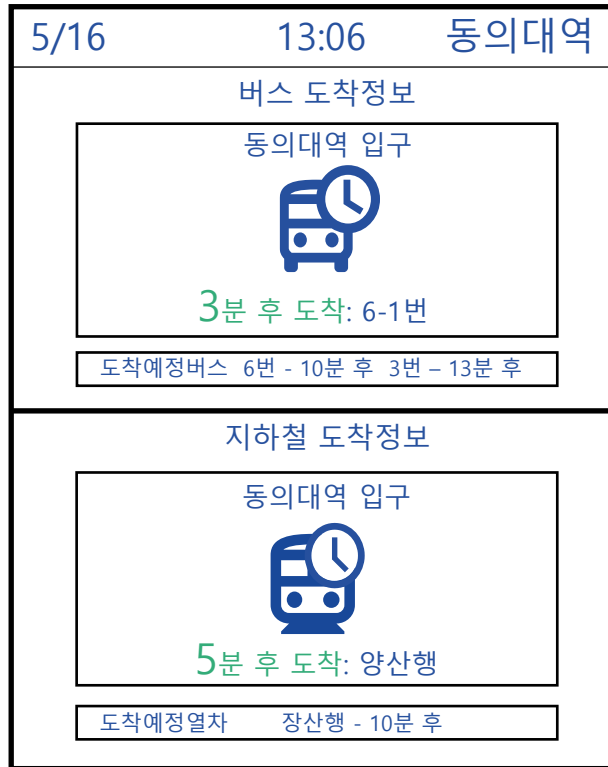 5/16 13:06 동의대역
버스 도착정보
동의대역 입구
3분 후 도착: 6-1번
도착예정버스 6번 - 10분 후 3번 – 13분 후
지하철 도착정보
동의대역 입구
5분 후 도착: 양산행
도착예정열차 장산행 - 10분 후